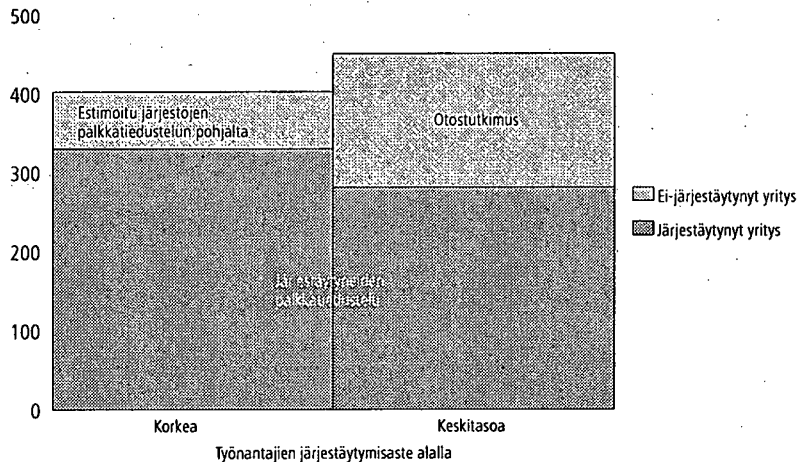 500
400
300
200
100
0
Estimoitu järjestöjen
palkkatiedustelun pohjalta
Otostutkimus
Järjestäytyneiden
palkkatiedustelu
Ei-järjestäytynyt yritys
Järjestäytynyt yritys
Korkea
Keskitasoa
Työnantajien järjestäytymisaste alalla